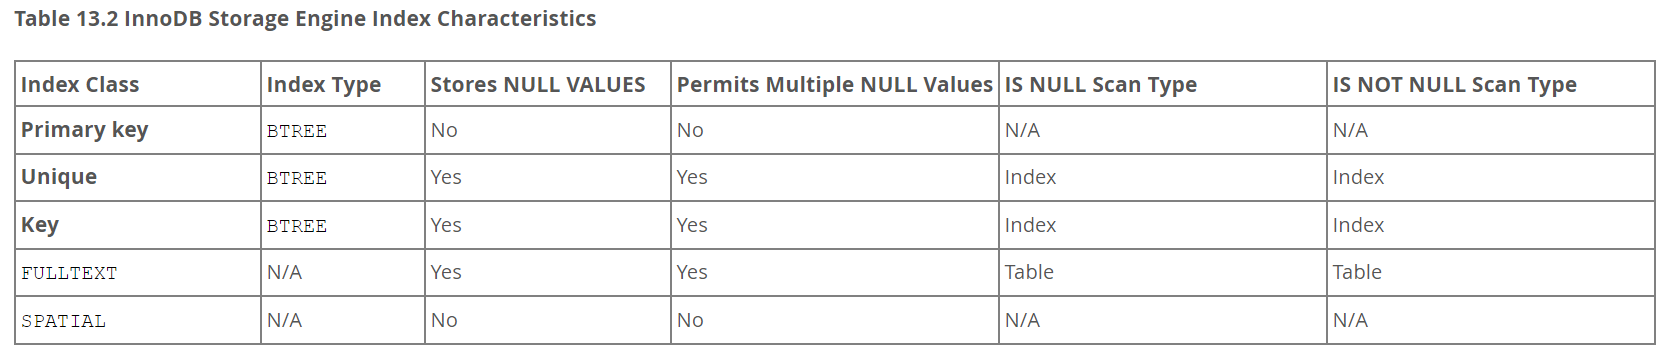 Table 13.2 InnoDB Storage Engine Index Characteristics
Index Class Index Type Stores NULL VALUES Permits Multiple NULL Values IS NULL Scan Type IS NOT NULL Scan Type
Primary key BTREE No No N/A N/A
Unique BTREE Yes Yes Index Index
Key BTREE Yes Yes Index Index
FULLTEXT N/A Yes Yes Table Table
SPATIAL N/A No No N/A N/A